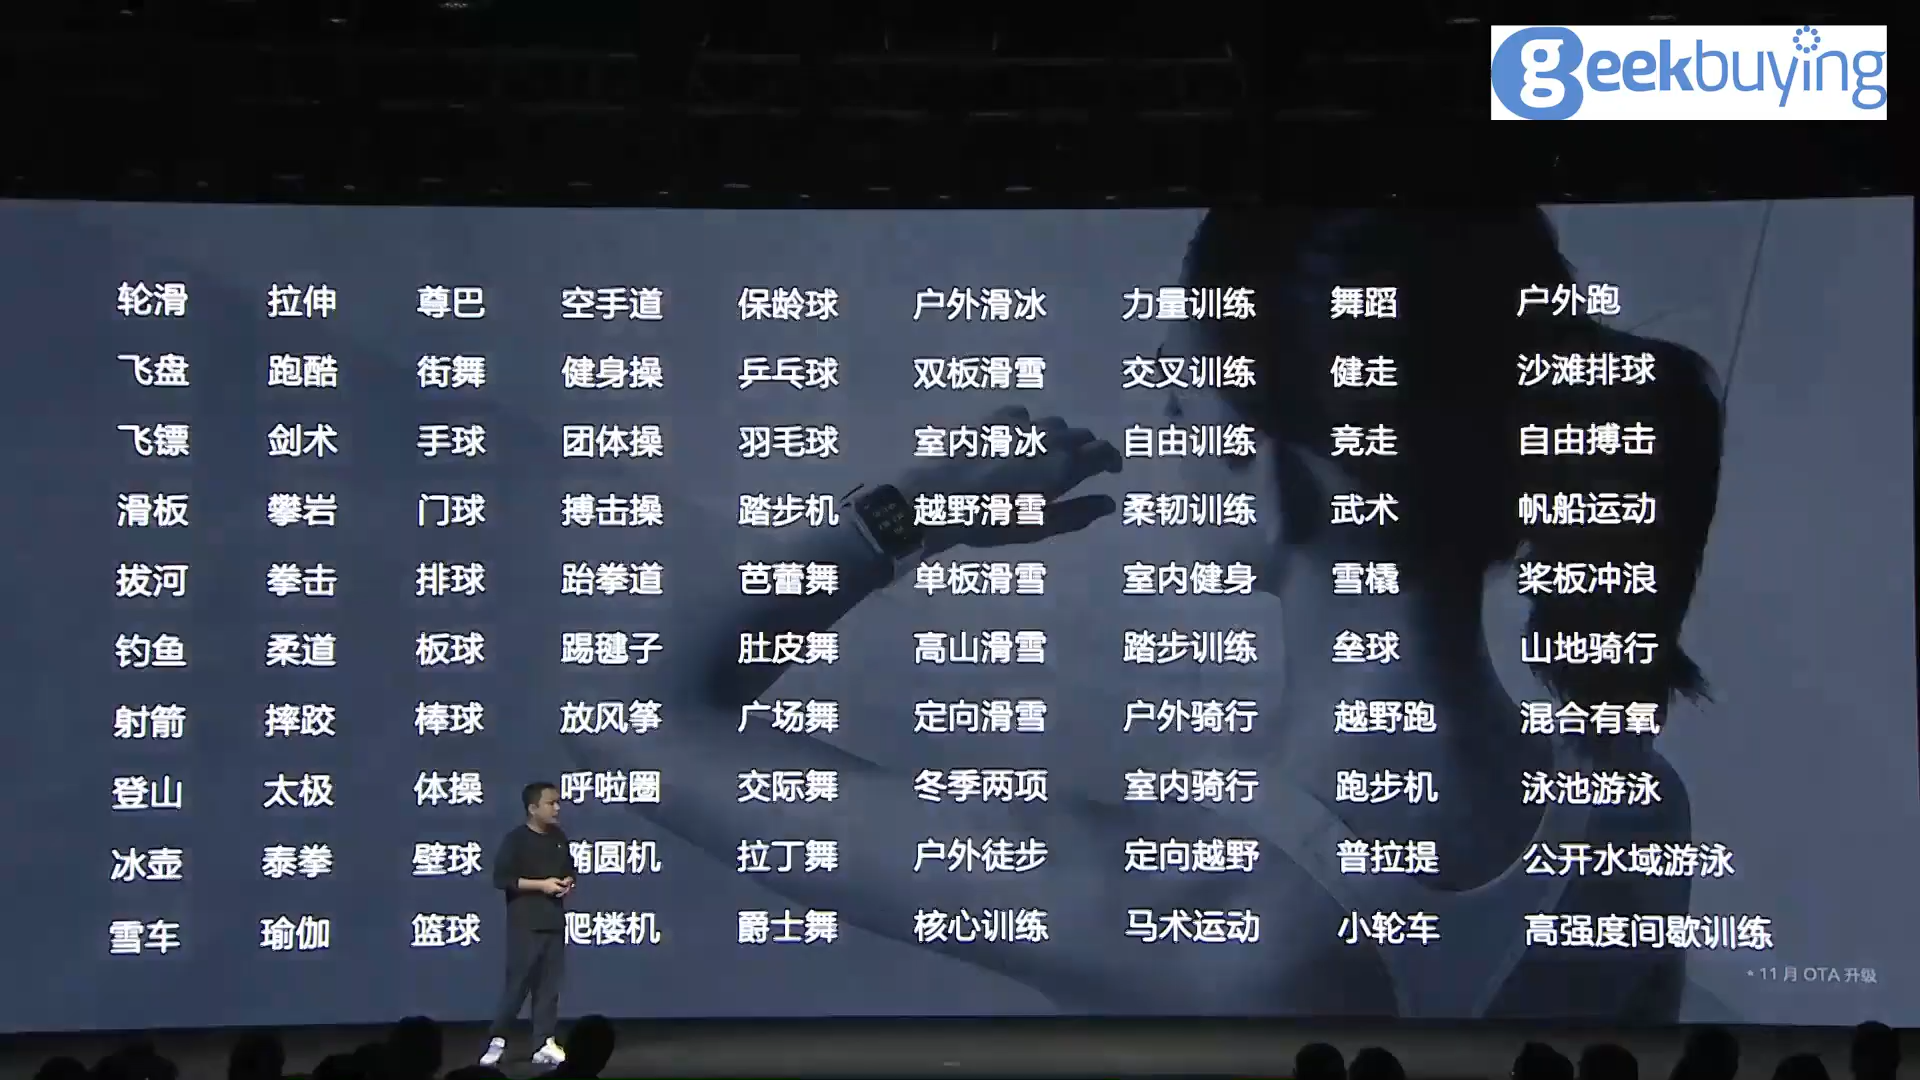 geekbuying
轮滑 拉伸 尊巴 空手道 保龄球 户外滑冰 力量训练 舞蹈 户外跑
飞盘 跑酷 街舞 健身操 乒乓球 双板滑雪 交叉训练 健走 沙滩排球
飞镖 剑术 手球 团体操 羽毛球 室内滑冰 自由训练 竞走 自由搏击
滑板 攀岩 门球 搏击操 踏步机 越野滑雪 柔韧训练 武术 帆船运动
拔河 拳击 排球 跆拳道 芭蕾舞 单板滑雪 室内健身 雪橇 桨板冲浪
钓鱼 柔道 板球 踢毽子 肚皮舞 高山滑雪 踏步训练 垒球 山地骑行
射箭 摔跤 棒球 放风筝 广场舞 定向滑雪 户外骑行 越野跑 混合有氧
登山 太极 体操 呼啦圈 交际舞 冬季两项 室内骑行 跑步机 泳池游泳
冰壶 泰拳 壁球 椭圆机 拉丁舞 户外徒步 定向越野 普拉提 公开水域游泳
雪车 瑜伽 篮球 爬楼机 爵士舞 核心训练 马术运动 小轮车 高强度间歇训练
* 11 月 OTA 升级